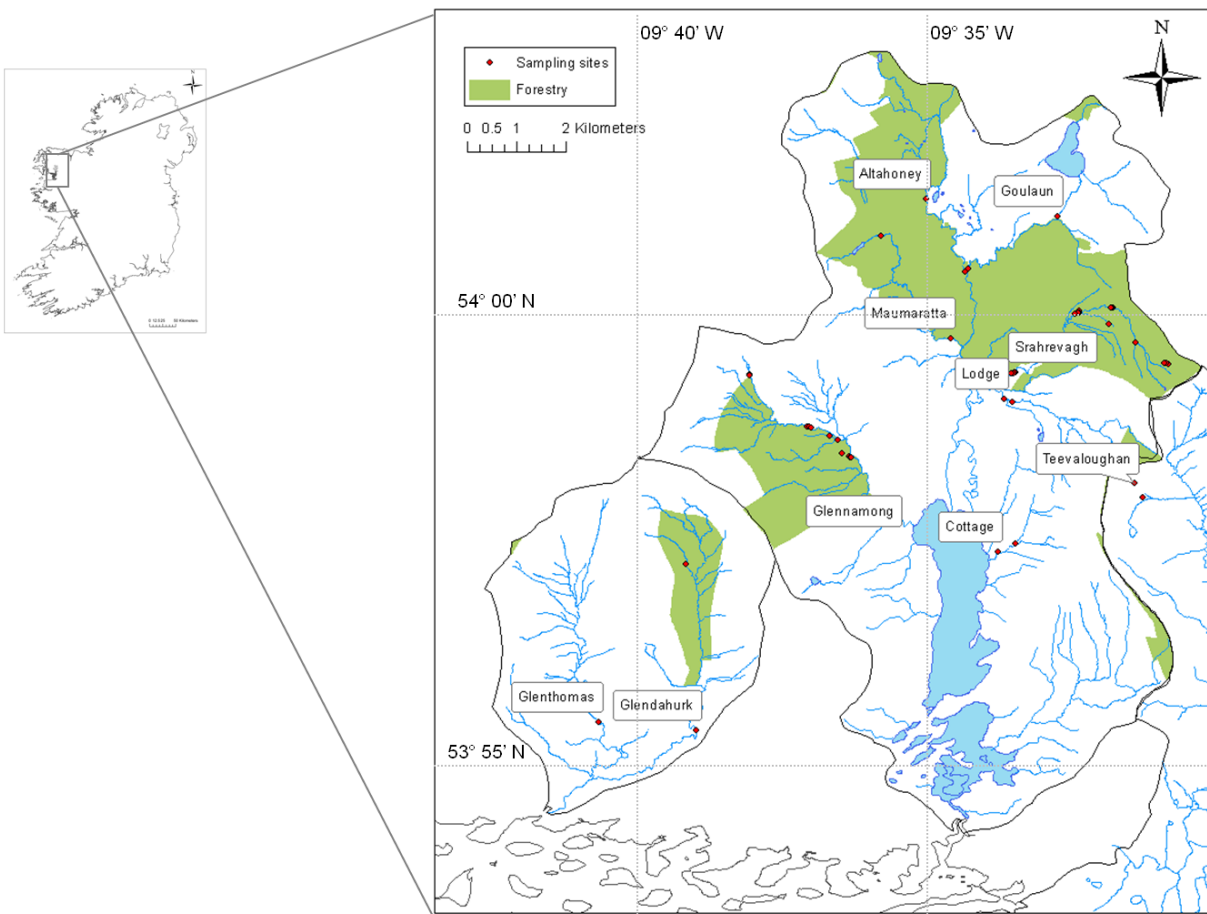 09° 40' W
09° 35' W
N
Sampling sites
Forestry
0 0.5 1 2 Kilometers
N
Altahoney
Goulaun
54° 00' N
Maumaratta
Srahrevagh
Lodge
Teevaloughan
Glennamong
Cottage
Glenthomas
Glendahurk
53° 55' N